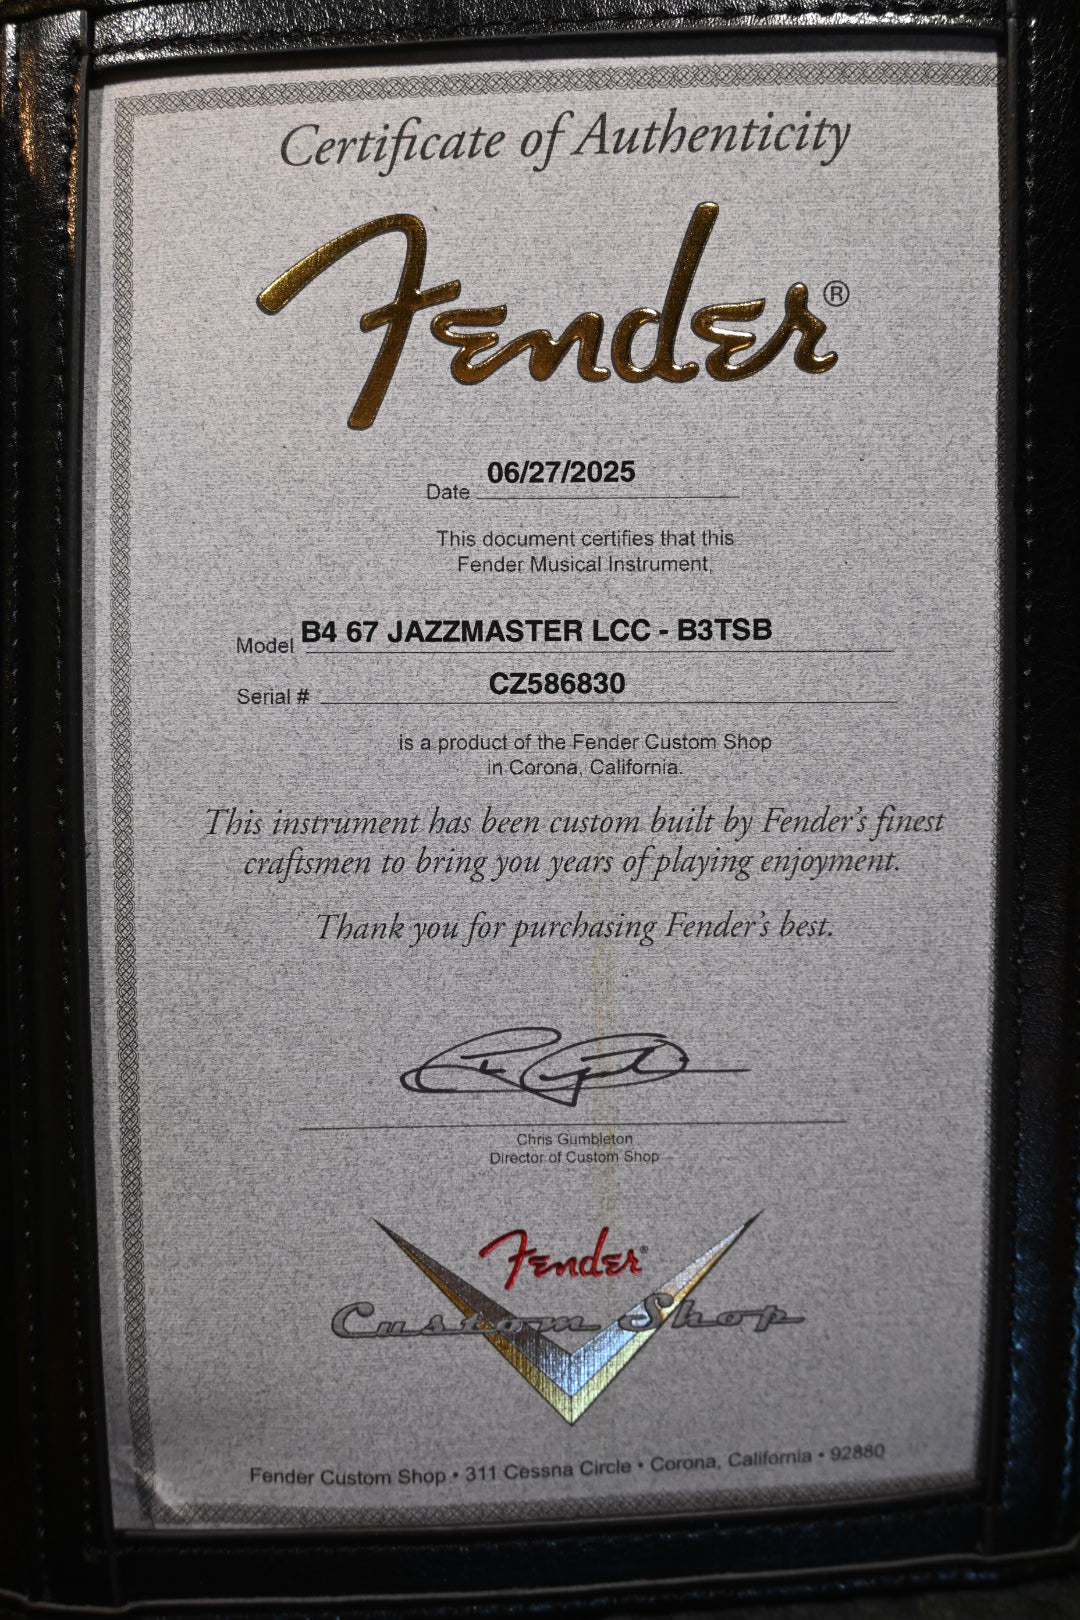 Certificate of Authenticity
Fender®
Date 06/27/2025
This document certifies that this
Fender Musical Instrument,
Model B4 67 JAZZMASTER LCC - B3TSB
Serial # CZ586830
is a product of the Fender Custom Shop
in Corona, California.
This instrument has been custom built by Fender's finest
craftsmen to bring you years of playing enjoyment.
Thank you for purchasing Fender's best.
Chris Gumbleton
Director of Custom Shop
Fender®
Custom Shop
Fender Custom Shop • 311 Cessna Circle • Corona, California • 92880